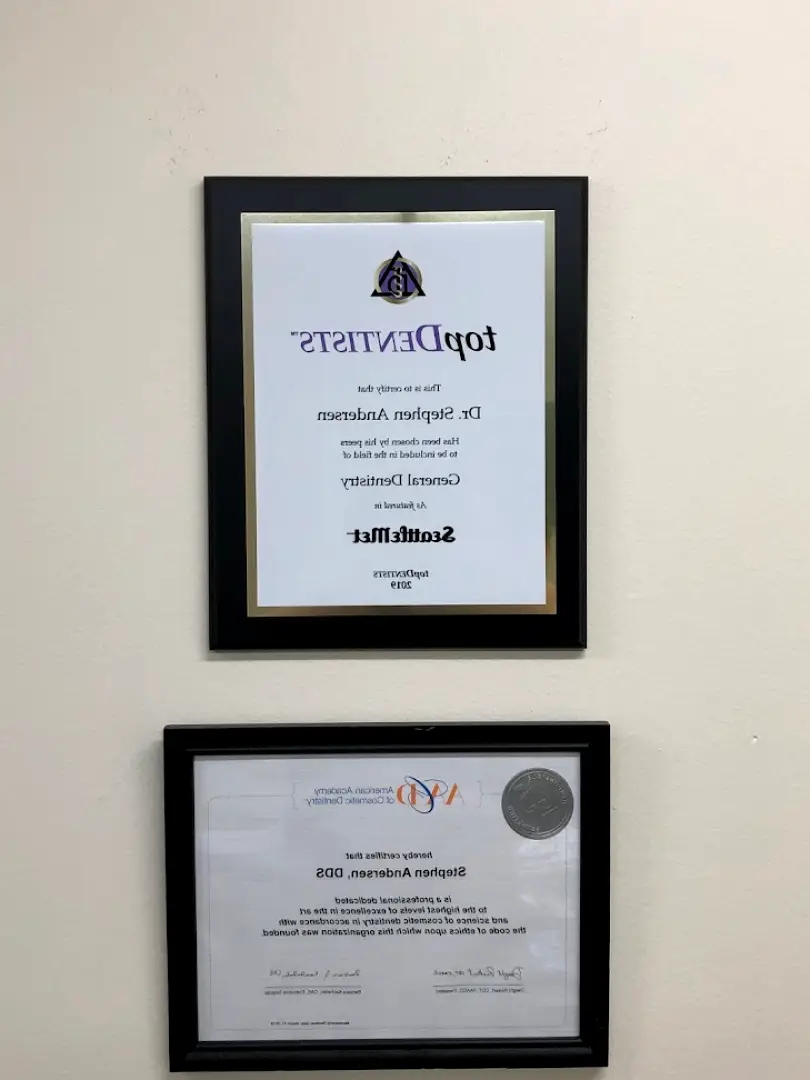 topDENTISTS™
This is to certify that
Dr. Stephen Andersen
Has been chosen by his peers
to be included in the field of
General Dentistry
As featured in
SeattleMet
topDENTISTS
2019
AACD American Academy
of Cosmetic Dentistry
hereby certifies that
Stephen Andersen, DDS
is a professional dedicated
to the highest levels of excellence in the art
and science of cosmetic dentistry in accordance with
the code of ethics upon which this organization was founded.